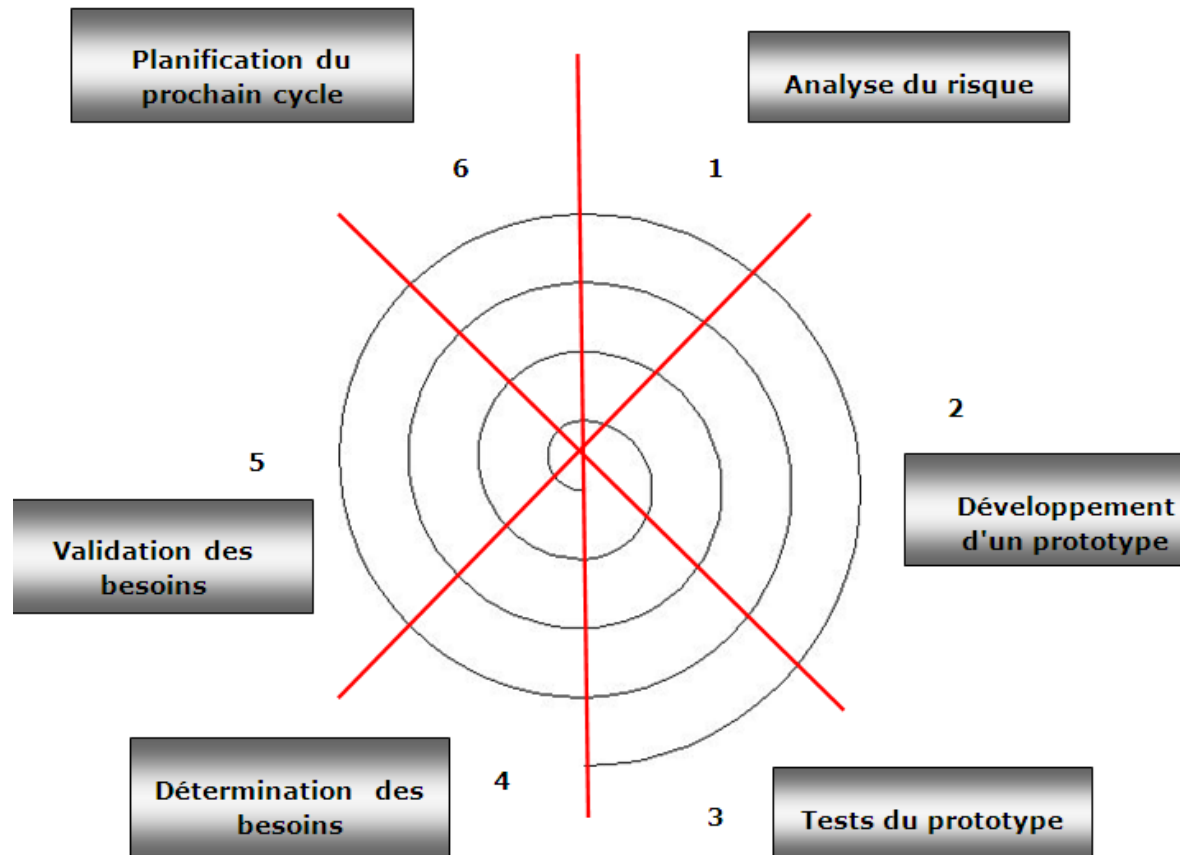 Planification du
prochain cycle
Analyse du risque
6
1
2
5
Développement
d'un prototype
Validation des
besoins
4
3
Détermination des
besoins
Tests du prototype